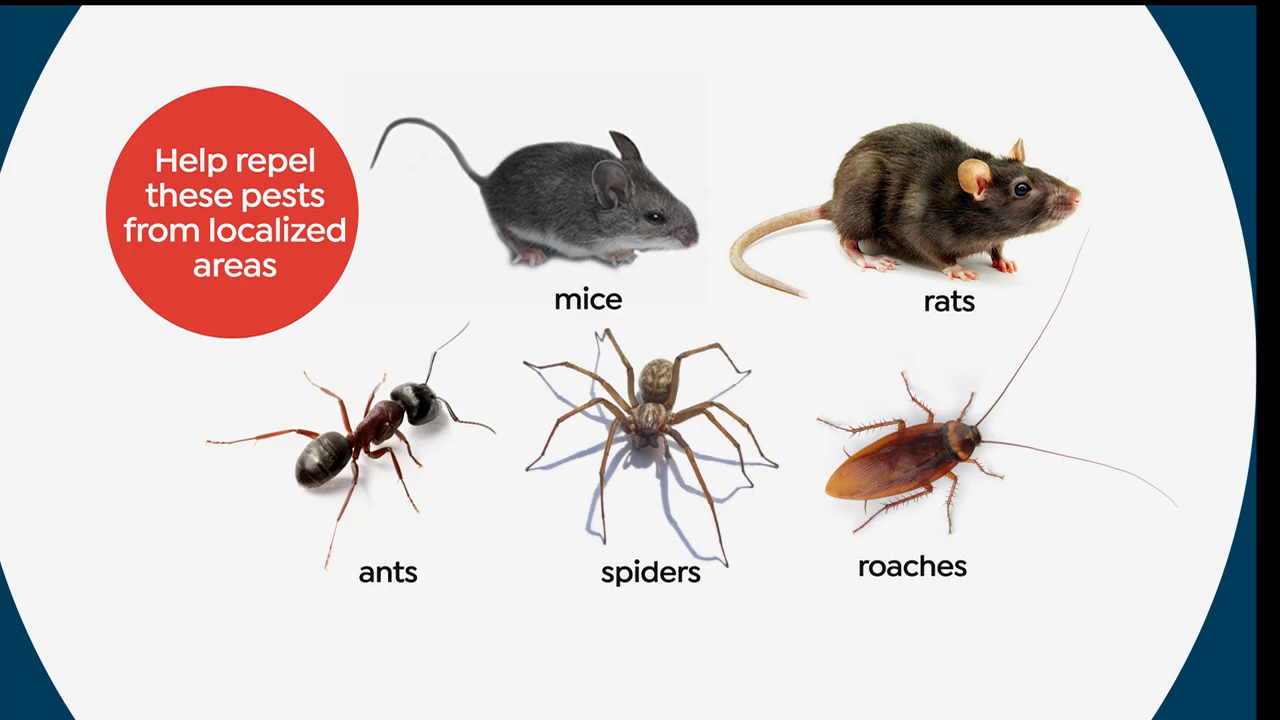 Help repel
these pests
from localized
areas
mice
rats
ants
spiders
roaches